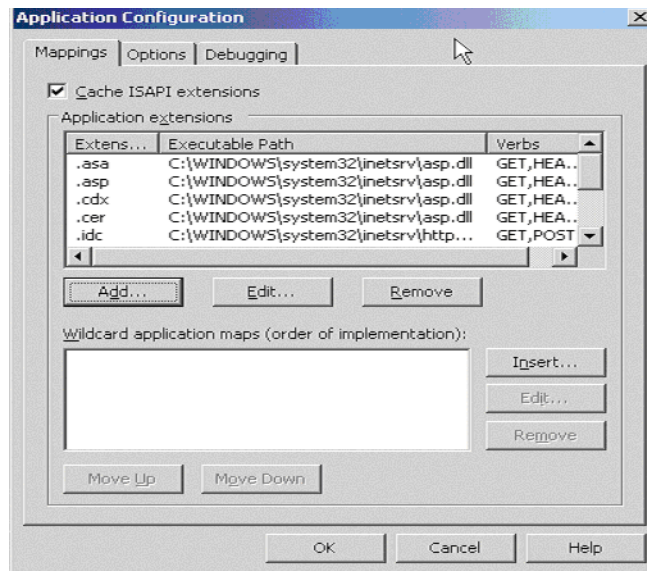 Application Configuration
Mappings Options Debugging
Cache ISAPI extensions
Application extensions
Extens... Executable Path Verbs
.asa C:\WINDOWS\system32\inetsrv\asp.dll GET,HEA..
.asp C:\WINDOWS\system32\inetsrv\asp.dll GET,HEA..
.cdx C:\WINDOWS\system32\inetsrv\asp.dll GET,HEA..
.cer C:\WINDOWS\system32\inetsrv\asp.dll GET,HEA..
.idc C:\WINDOWS\system32\inetsrv\http... GET,POST
Add... Edit... Remove
Wildcard application maps (order of implementation):
Insert...
Edit...
Remove
Move Up Move Down
OK Cancel Help